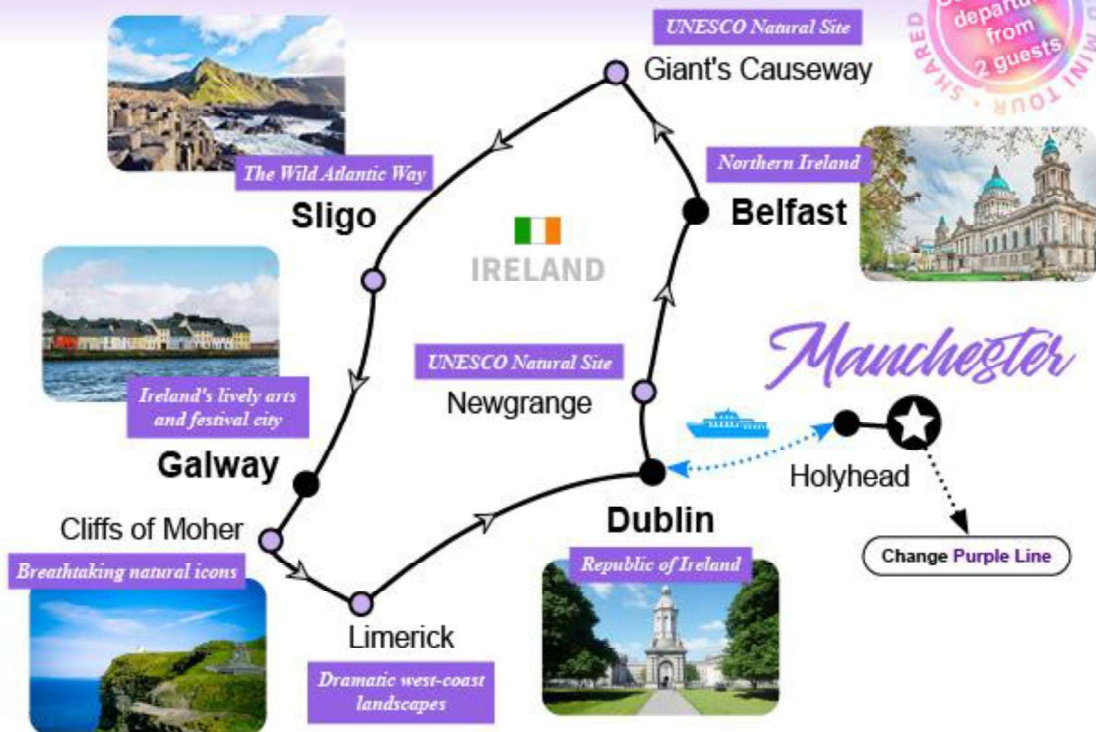 UNESCO Natural Site
Giant's Causeway
departu
from
2 guests
SHARED
MINI TOUR
The Wild Atlantic Way
Sligo
Northern Ireland
Belfast
IRELAND
Manchester
UNESCO Natural Site
Newgrange
Ireland's lively arts
and festival city
Galway
Holyhead
Cliffs of Moher
Dublin
Change Purple Line
Breathtaking natural icons
Republic of Ireland
Limerick
Dramatic west-coast
landscapes